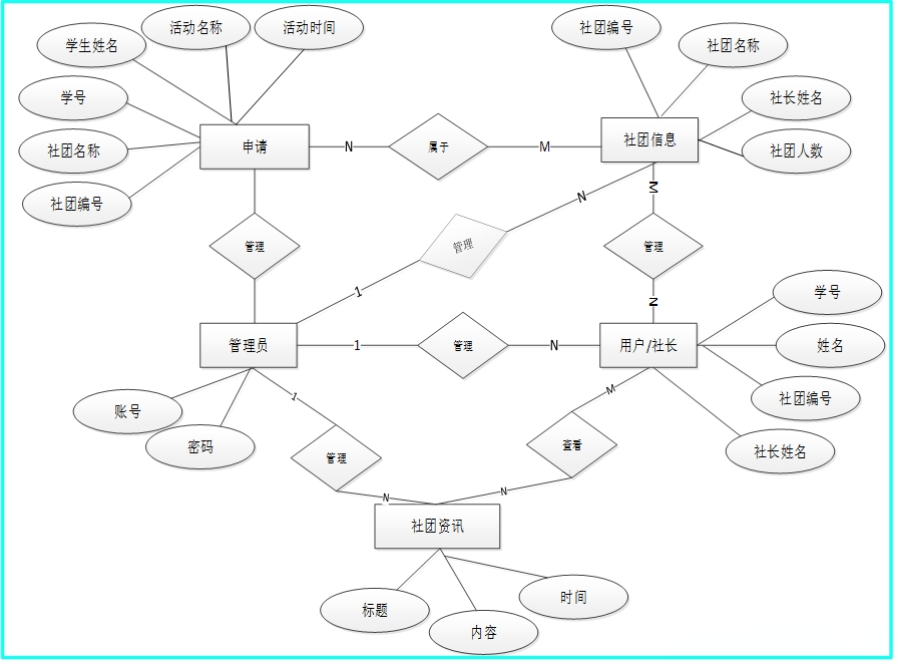 活动名称
活动时间
社团编号
学生姓名
社团名称
学号
社长姓名
申请
N
属于
M
社团信息
社团名称
社团人数
社团编号
N
M
管理
管理
管理
1
学号
管理员
1
管理
N
用户/社长
姓名
社团编号
账号
1
M
密码
管理
查看
社长姓名
N
N
社团资讯
标题
内容
时间
N